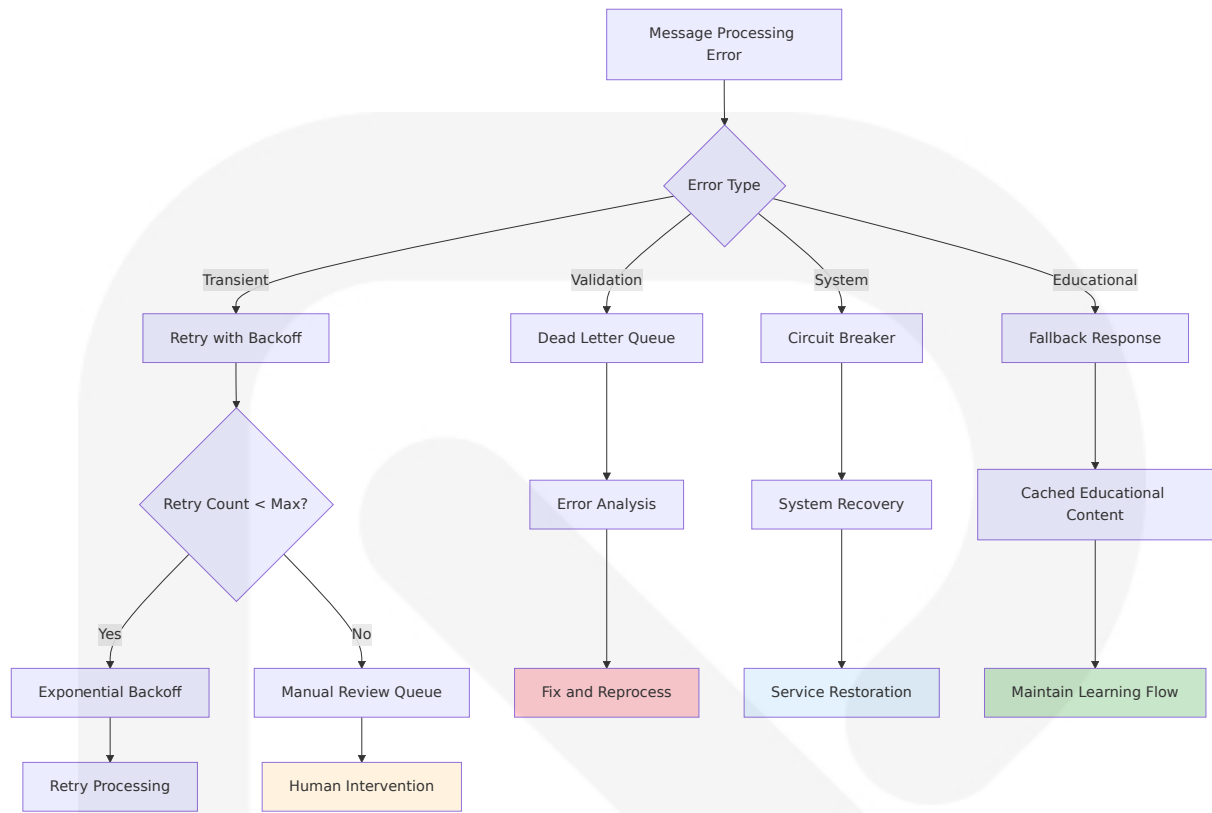 Message Processing
Error
Error Type
Transient
Validation
System
Educational
Retry with Backoff
Dead Letter Queue
Circuit Breaker
Fallback Response
Retry Count < Max?
Error Analysis
System Recovery
Cached Educational
Content
Yes
No
Exponential Backoff
Manual Review Queue
Fix and Reprocess
Service Restoration
Maintain Learning Flow
Retry Processing
Human Intervention